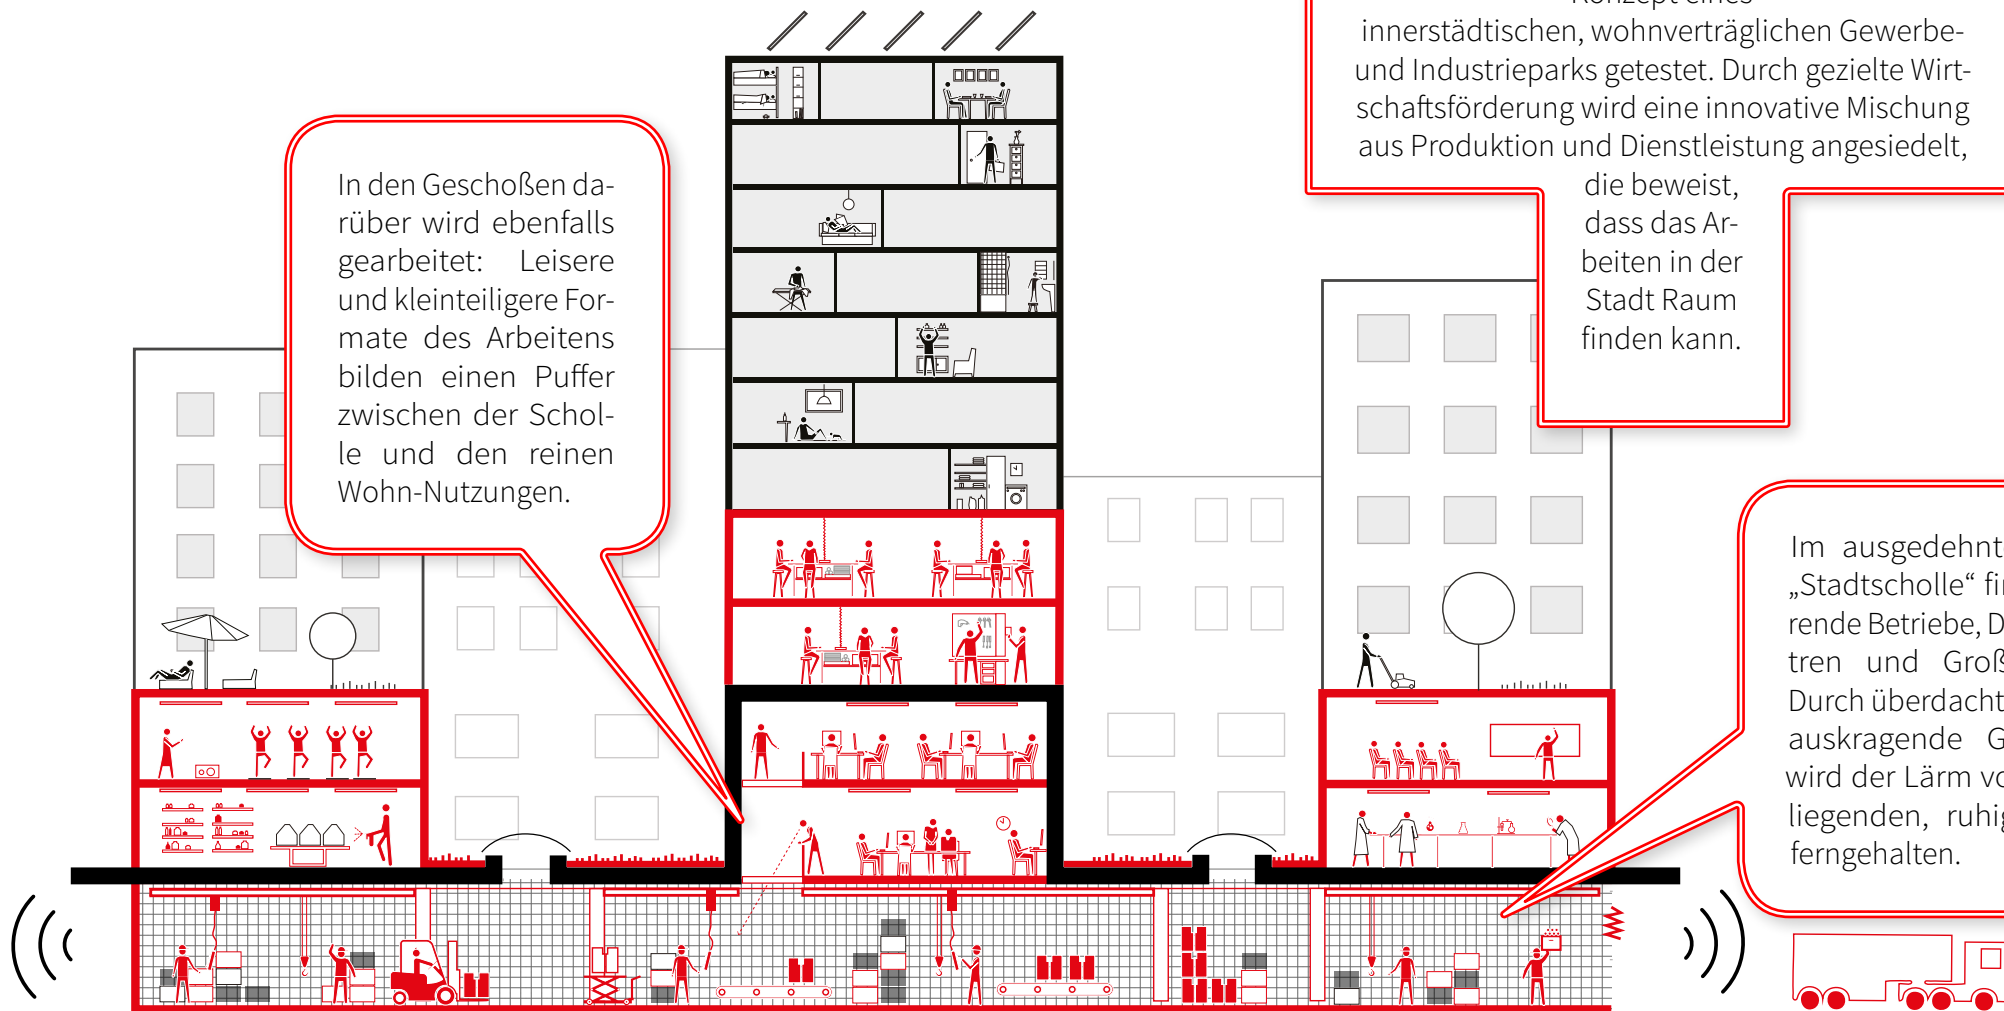 In den Geschoßen da-
rüber wird ebenfalls
gearbeitet: Leisere
und kleinteiligere For-
mate des Arbeitens
bilden einen Puffer
zwischen der Schol-
le und den reinen
Wohn-Nutzungen.
Konzept eines
innerstädtischen, wohnverträglichen Gewerbe-
und Industrieparks getestet. Durch gezielte Wirt-
schaftsförderung wird eine innovative Mischung
aus Produktion und Dienstleistung angesiedelt,
die beweist,
dass das Ar-
beiten in der
Stadt Raum
finden kann.
Im ausgedehnt
„Stadtscholle“
rende Betriebe,
tren und Groß
Durch überdacht
auskragende
wird der Lärm
liegenden,
ferngehalten.